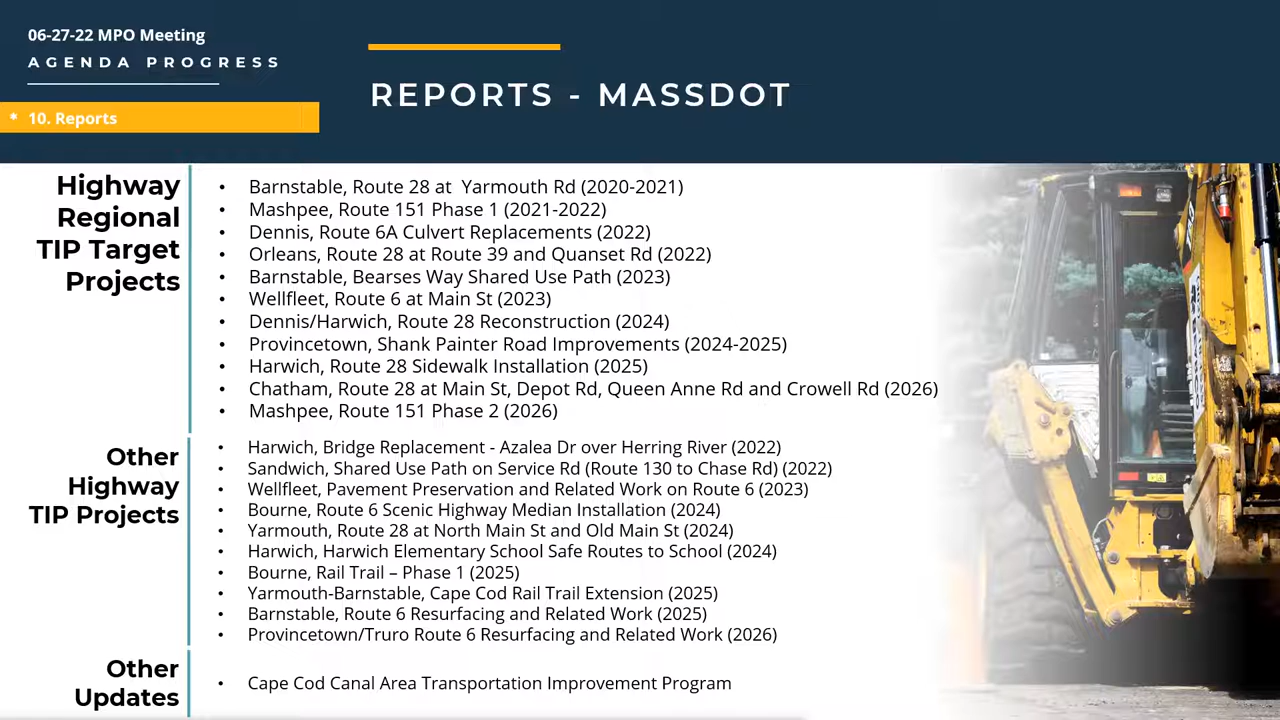 06-27-22 MPO Meeting
AGENDA PROGRESS
* 10. Reports
REPORTS - MASSDOT
Highway
Regional
TIP Target
Projects
• Barnstable, Route 28 at  Yarmouth Rd (2020-2021)
• Mashpee, Route 151 Phase 1 (2021-2022)
• Dennis, Route 6A Culvert Replacements (2022)
• Orleans, Route 28 at Route 39 and Quanset Rd (2022)
• Barnstable, Bearses Way Shared Use Path (2023)
• Wellfleet, Route 6 at Main St (2023)
• Dennis/Harwich, Route 28 Reconstruction (2024)
• Provincetown, Shank Painter Road Improvements (2024-2025)
• Harwich, Route 28 Sidewalk Installation (2025)
• Chatham, Route 28 at Main St, Depot Rd, Queen Anne Rd and Crowell Rd (2026)
• Mashpee, Route 151 Phase 2 (2026)
Other
Highway
TIP Projects
• Harwich, Bridge Replacement - Azalea Dr over Herring River (2022)
• Sandwich, Shared Use Path on Service Rd (Route 130 to Chase Rd) (2022)
• Wellfleet, Pavement Preservation and Related Work on Route 6 (2023)
• Bourne, Route 6 Scenic Highway Median Installation (2024)
• Yarmouth, Route 28 at North Main St and Old Main St (2024)
• Harwich, Harwich Elementary School Safe Routes to School (2024)
• Bourne, Rail Trail – Phase 1 (2025)
• Yarmouth-Barnstable, Cape Cod Rail Trail Extension (2025)
• Barnstable, Route 6 Resurfacing and Related Work (2025)
• Provincetown/Truro Route 6 Resurfacing and Related Work (2026)
Other
Updates
• Cape Cod Canal Area Transportation Improvement Program